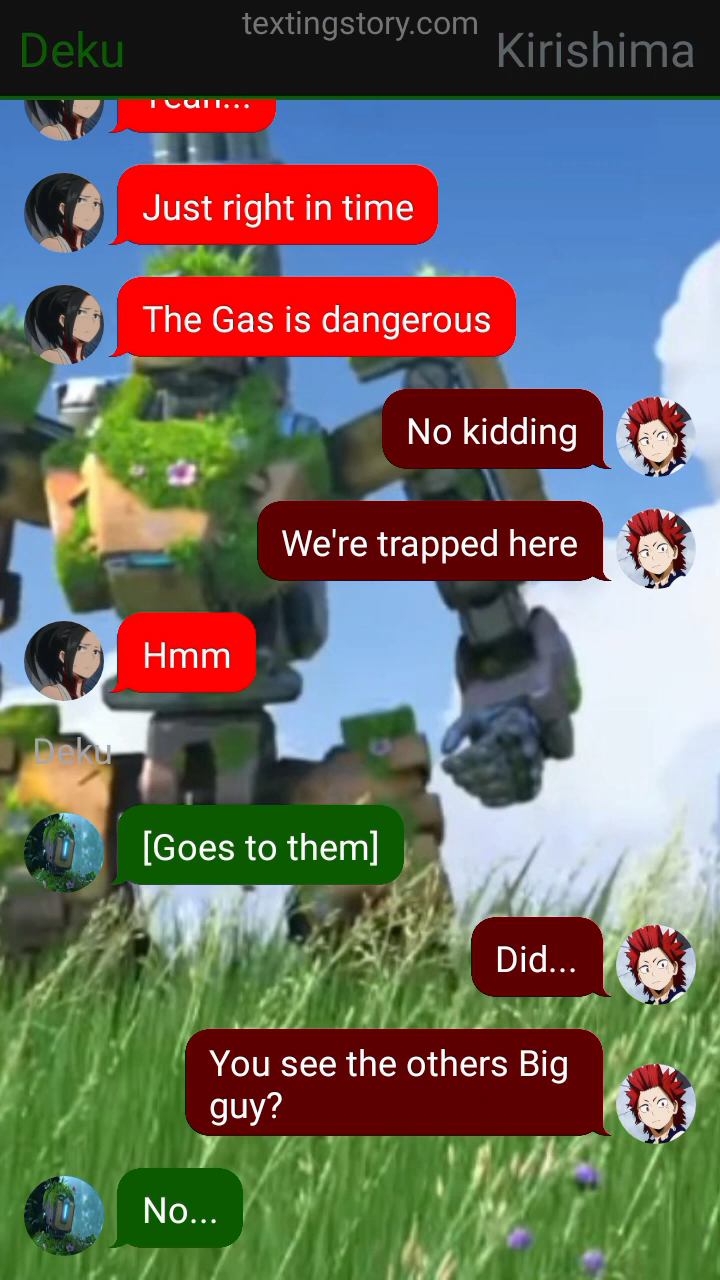 textingstory.com
Deku
Kirishima
Yeah...
Just right in time
The Gas is dangerous
No kidding
We're trapped here
Hmm
Deku
[Goes to them]
Did...
You see the others Big
guy?
No...